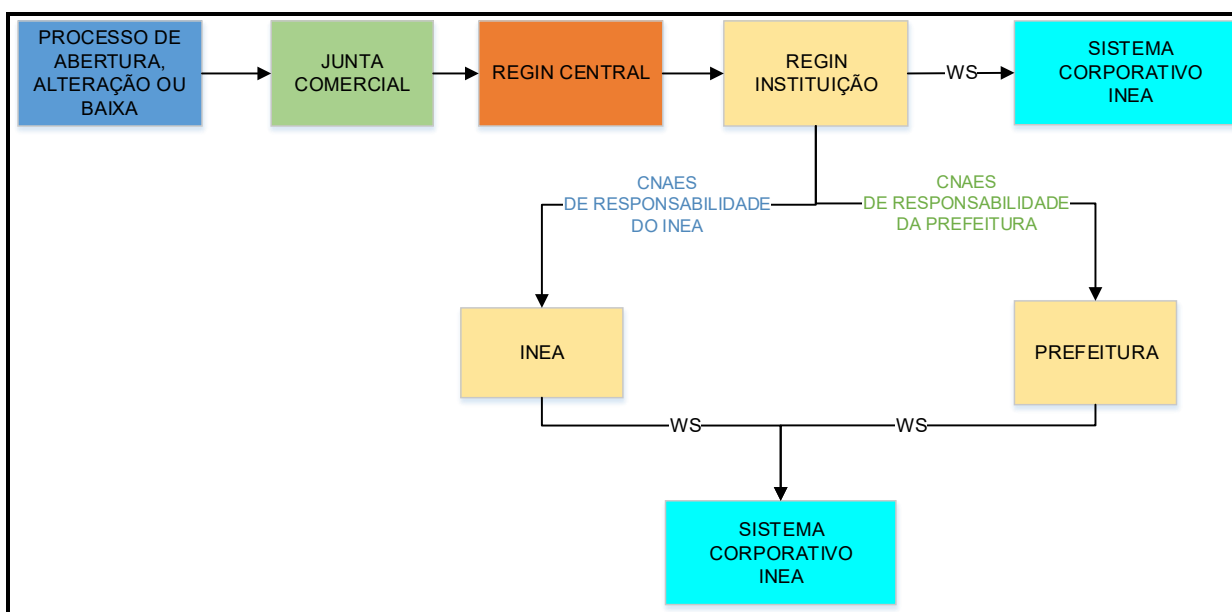 PROCESSO DE
ABERTURA,
ALTERAÇÃO OU
BAIXA
JUNTA
COMERCIAL
REGIN CENTRAL
REGIN
INSTITUIÇÃO
WS
SISTEMA
CORPORATIVO
INEA
CNAES
DE RESPONSABILIDADE
DO INEA
CNAES
DE RESPONSABILIDADE
DA PREFEITURA
INEA
PREFEITURA
WS
WS
SISTEMA
CORPORATIVO
INEA